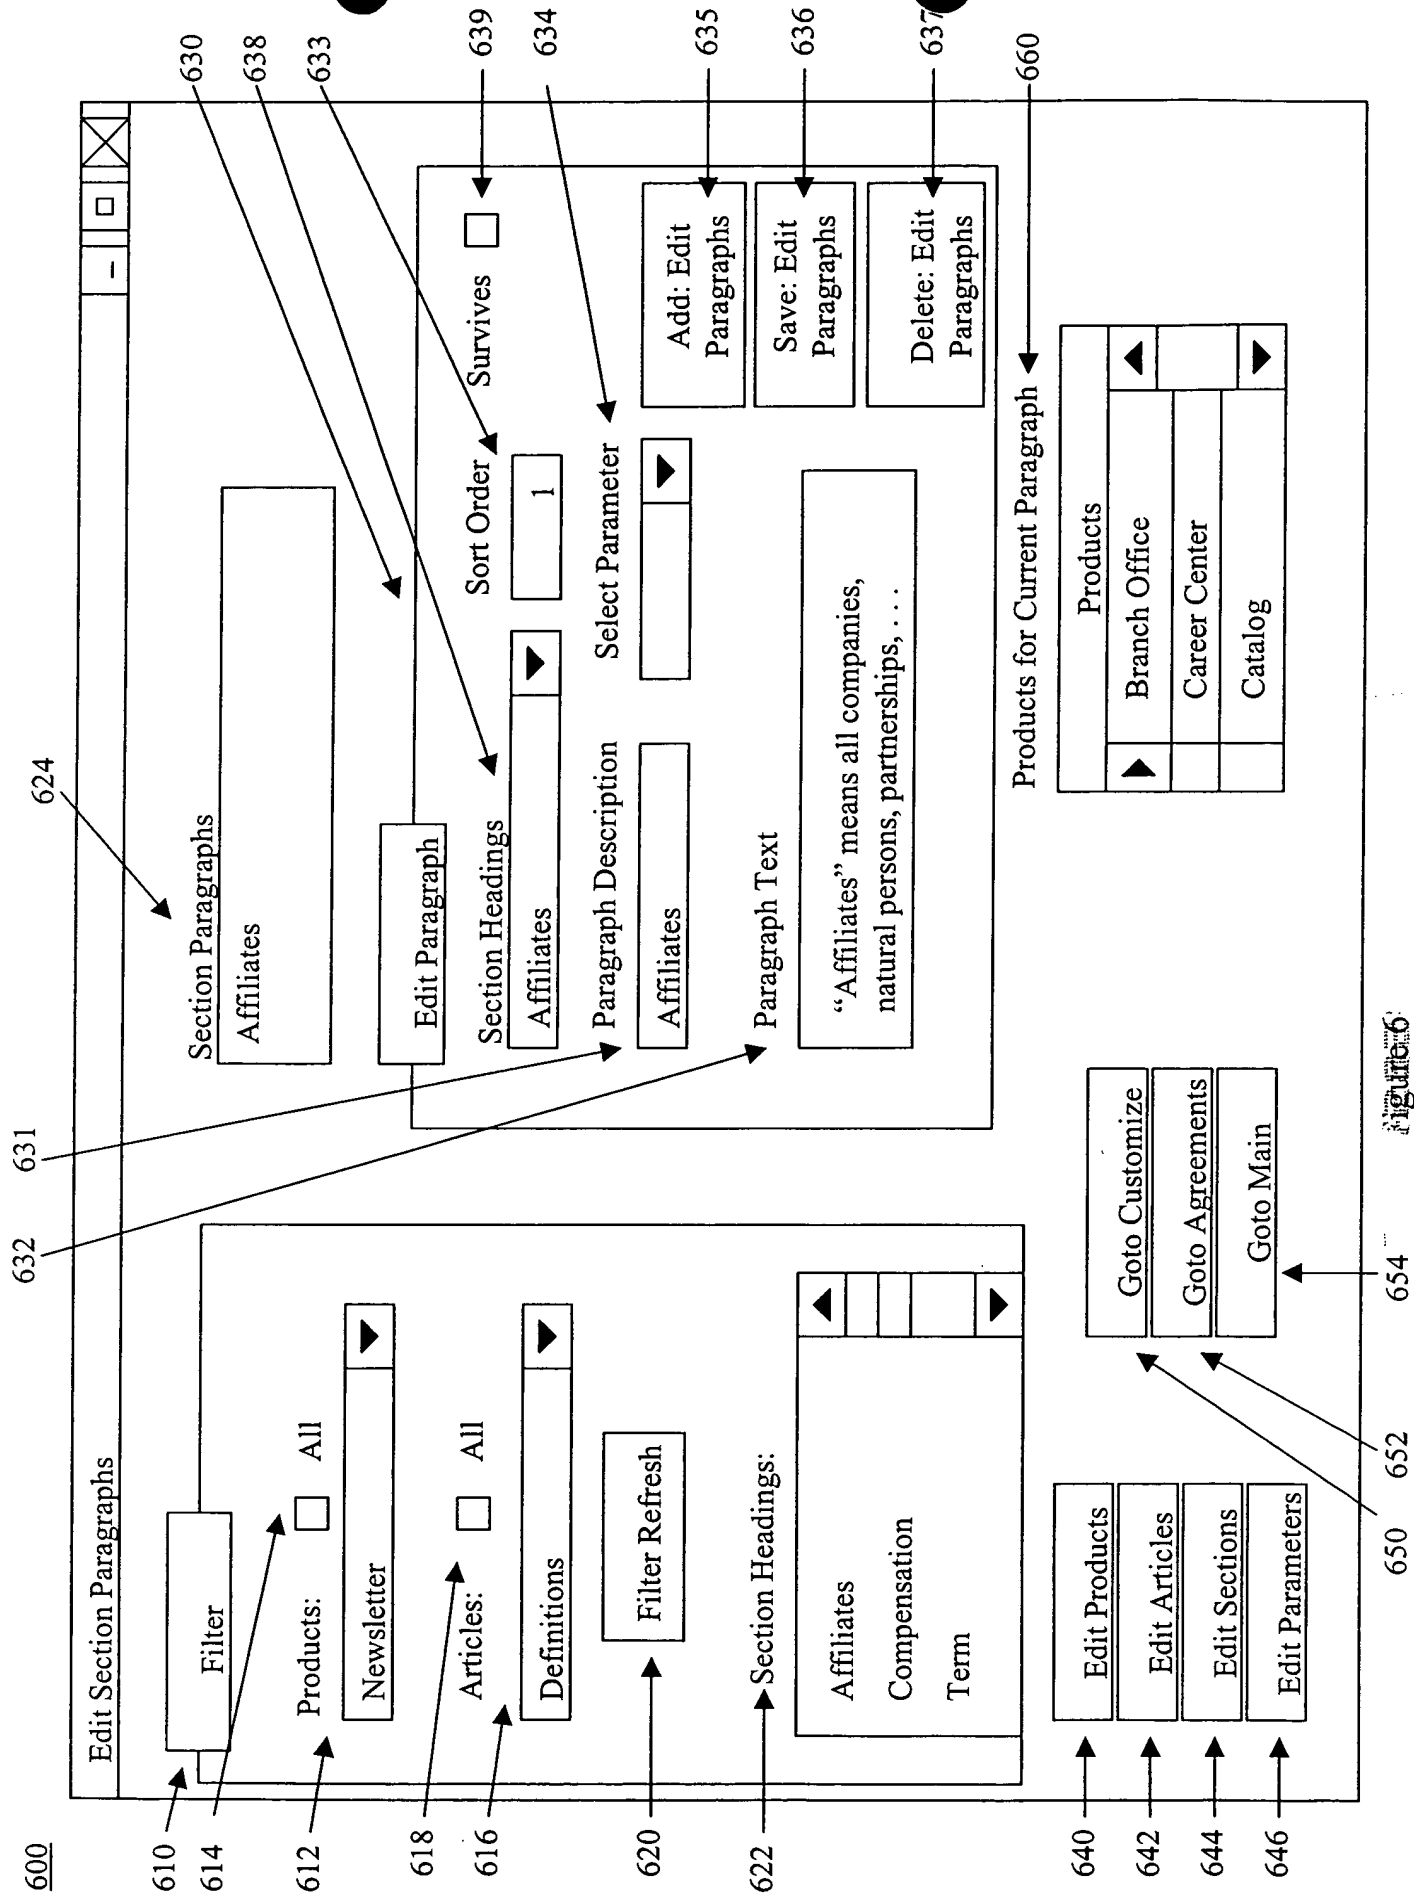 600
Edit Section Paragraphs
610
Filter
614
612
Products:
All
Newsletter
618
616
Articles:
All
Definitions
620
Filter Refresh
622
Section Headings:
Affiliates
Compensation
Term
640
Edit Products
642
Edit Articles
644
Edit Sections
646
Edit Parameters
650
Goto Customize
652
Goto Agreements
654
Goto Main
624
Section Paragraphs
Affiliates
630
638
633
639
634
635
636
637
660
631
632
Edit Paragraph
Section Headings
Affiliates
Sort Order
1
Survives
Paragraph Description
Affiliates
Select Parameter
Paragraph Text
“Affiliates” means all companies,
natural persons, partnerships, . . .
Add: Edit
Paragraphs
Save: Edit
Paragraphs
Delete: Edit
Paragraphs
Products for Current Paragraph
Products
Branch Office
Career Center
Catalog
Figure 6